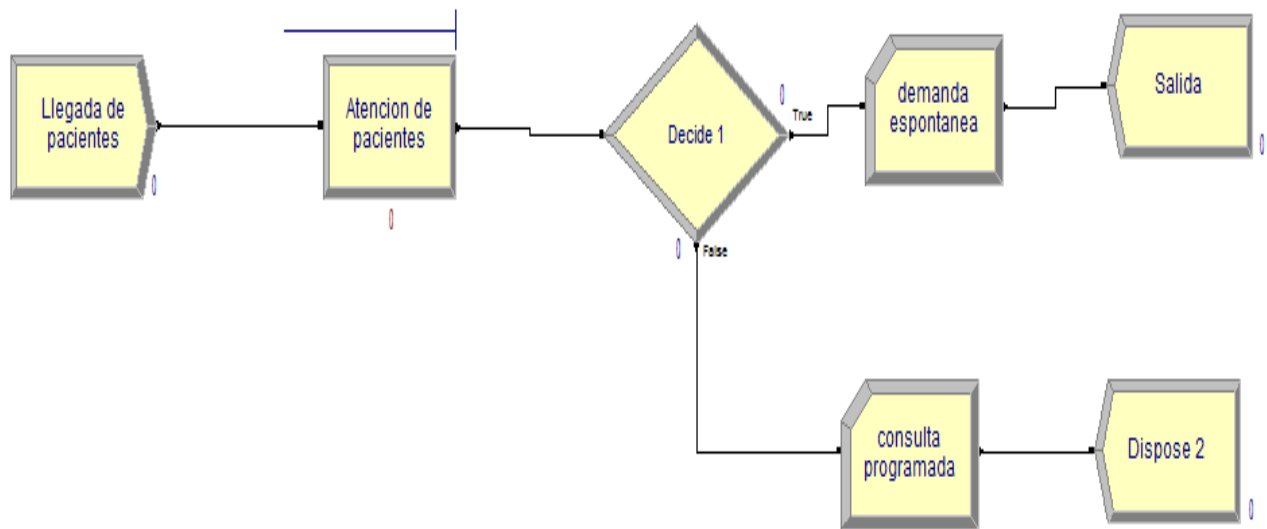 Llegada de
pacientes
0
Atencion de
pacientes
0
Decide 1
0
True
0
False
demanda
espontanea
Salida
0
consulta
programada
Dispose 2
0